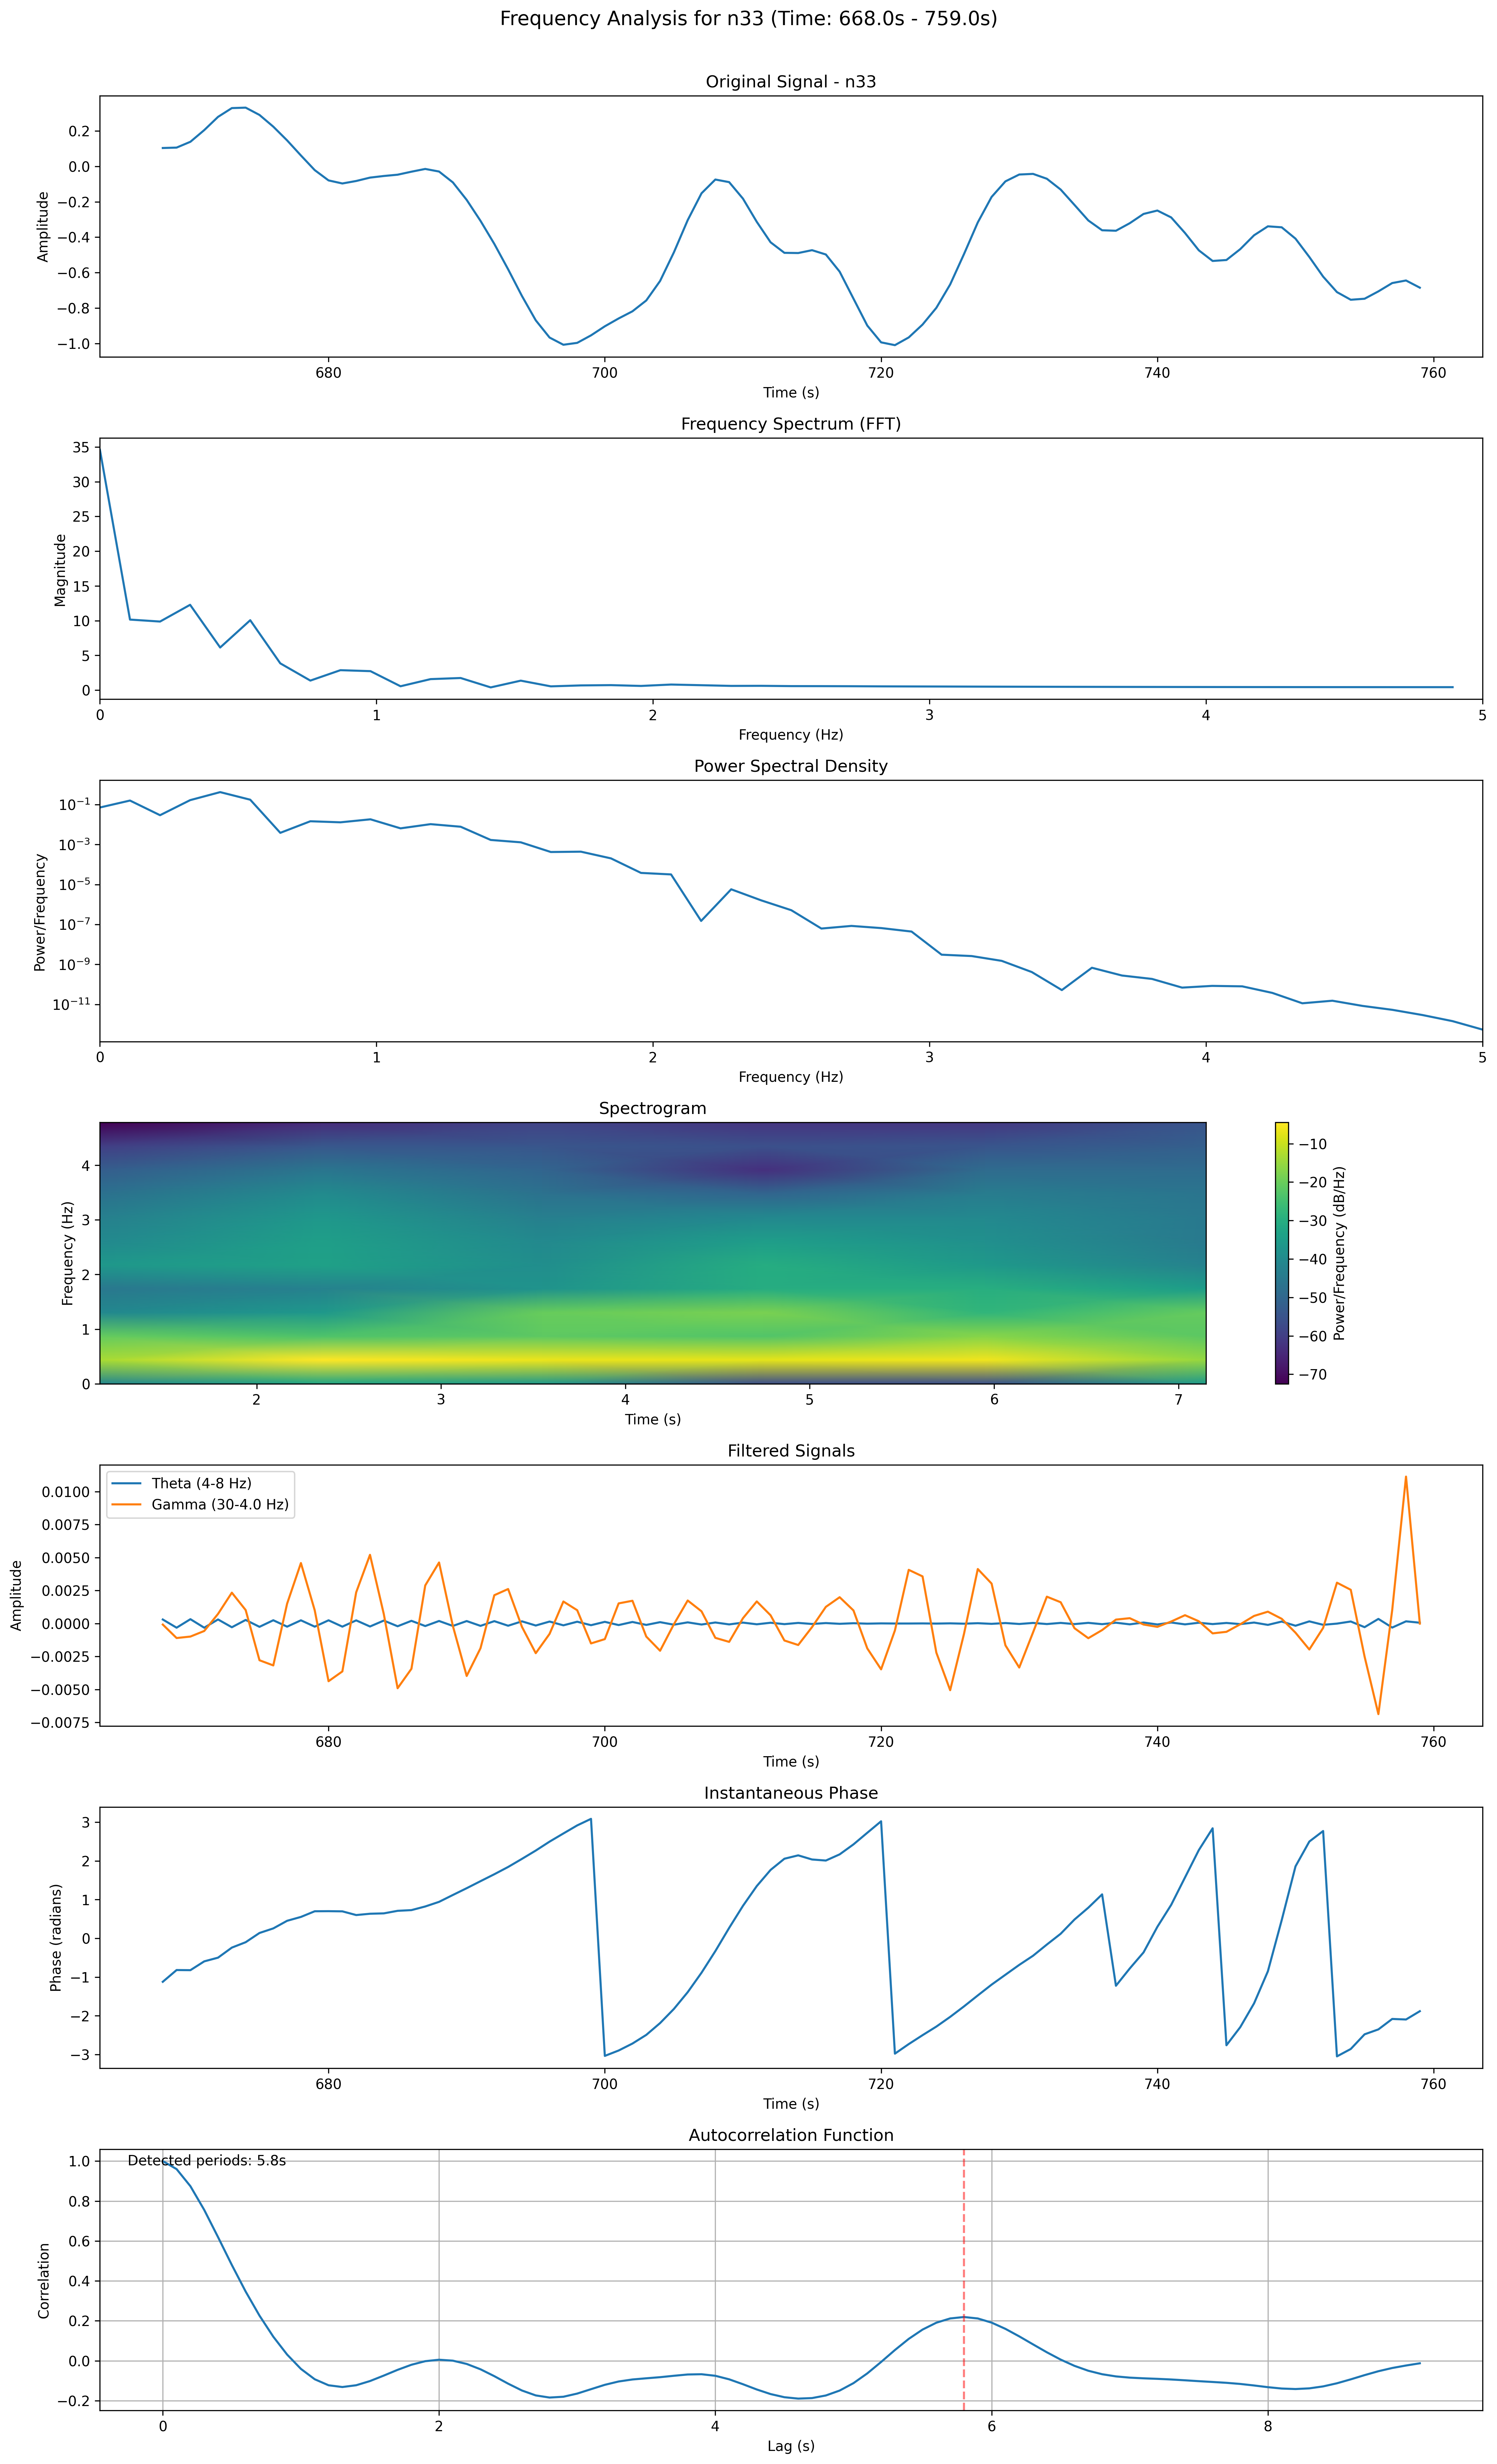 Frequency Analysis for n33 (Time: 668.0s - 759.0s)
Original Signal - n33
0.2
0.0
−0.2
−0.4
−0.6
−0.8
−1.0
Amplitude
680 700 720 740 760
Time (s)
Frequency Spectrum (FFT)
35
30
25
20
15
10
5
0
Magnitude
0 1 2 3 4 5
Frequency (Hz)
Power Spectral Density
10⁻¹
10⁻³
10⁻⁵
10⁻⁷
10⁻⁹
10⁻¹¹
Power/Frequency
0 1 2 3 4 5
Frequency (Hz)
Spectrogram
4
3
2
1
0
Frequency (Hz)
2 3 4 5 6 7
Time (s)
−10
−20
−30
−40
−50
−60
−70
Power/Frequency (dB/Hz)
Filtered Signals
Theta (4-8 Hz)
Gamma (30-4.0 Hz)
0.0100
0.0075
0.0050
0.0025
0.0000
−0.0025
−0.0050
−0.0075
Amplitude
680 700 720 740 760
Time (s)
Instantaneous Phase
3
2
1
0
−1
−2
−3
Phase (radians)
680 700 720 740 760
Time (s)
Autocorrelation Function
Detected periods: 5.8s
1.0
0.8
0.6
0.4
0.2
0.0
−0.2
Correlation
0 2 4 6 8
Lag (s)